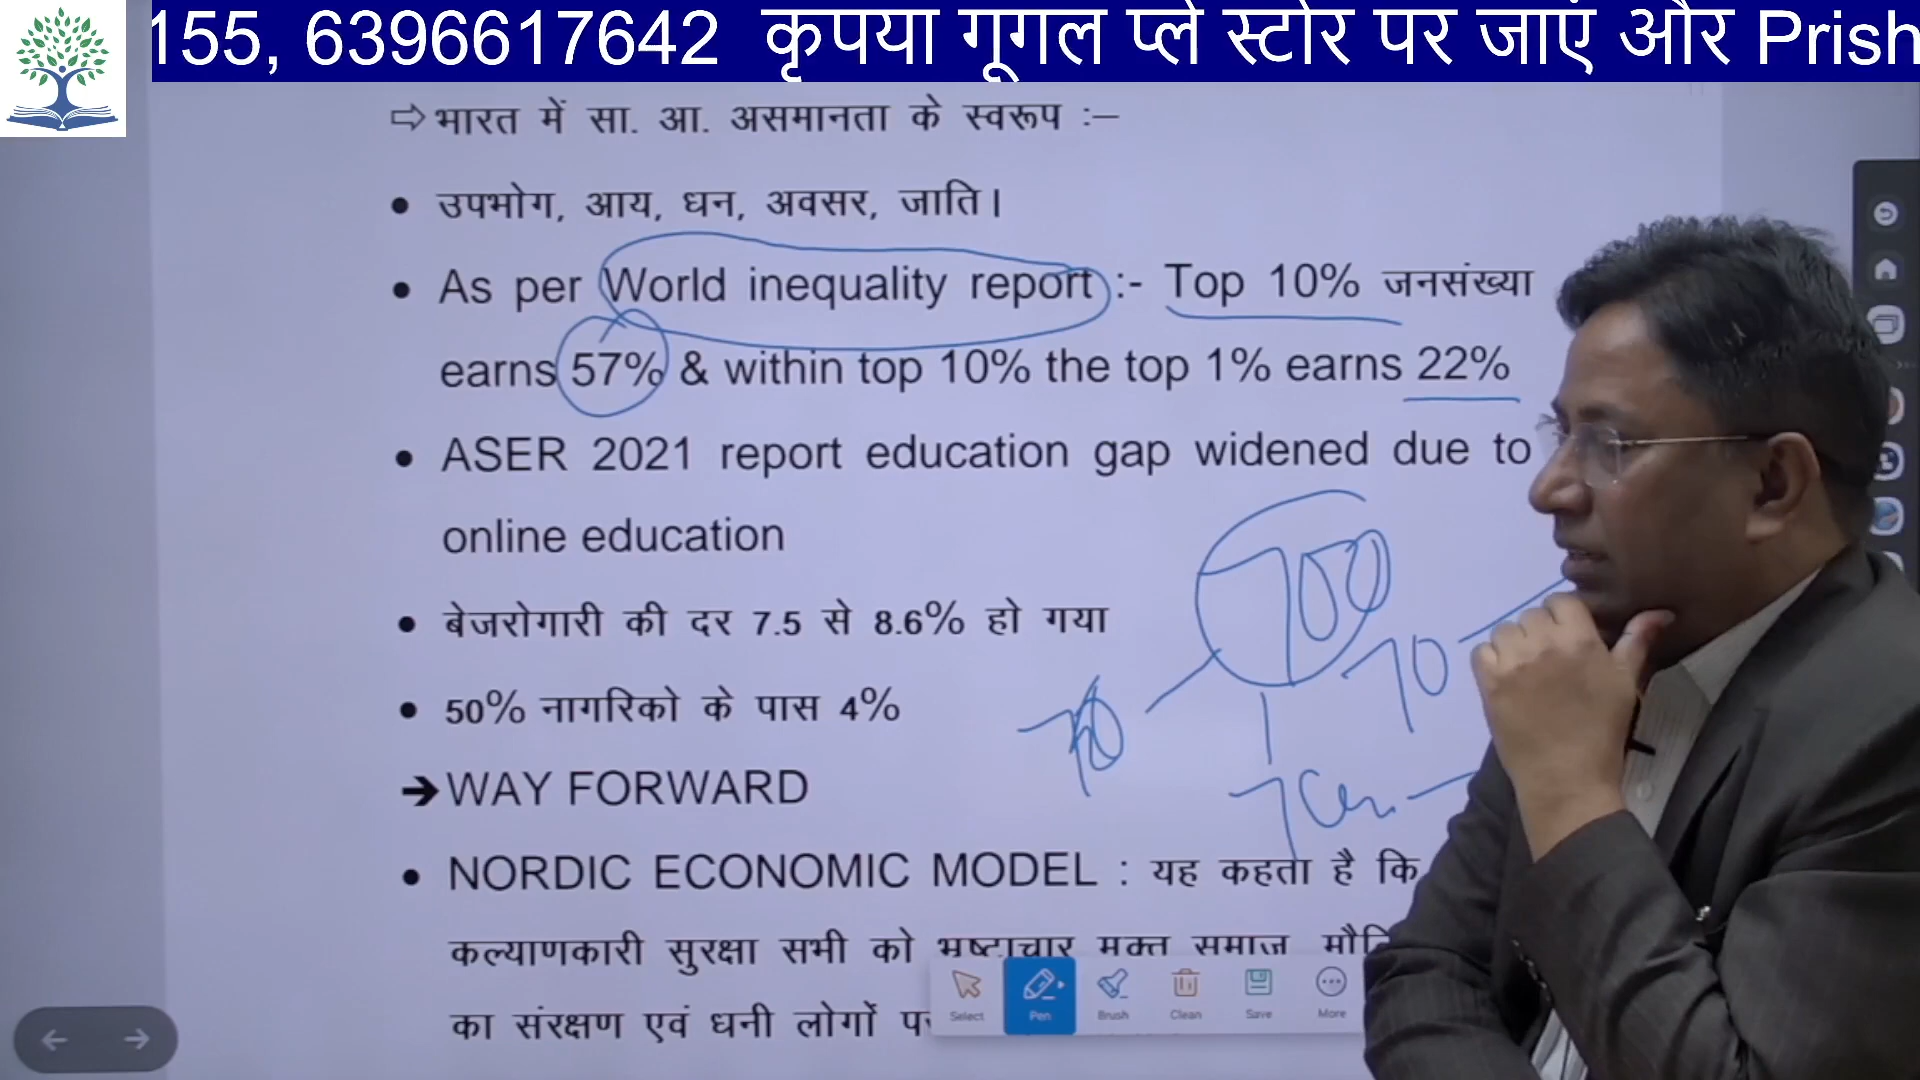 155, 6396617642 कृपया गूगल प्ले स्टोर पर जाएं और Prish
⇨भारत में सा. आ. असमानता के स्वरूप :–
• उपभोग, आय, धन, अवसर, जाति।
• As per World inequality report :- Top 10% जनसंख्या
earns 57% & within top 10% the top 1% earns 22%
• ASER 2021 report education gap widened due to
online education
• बेजरोगारी की दर 7.5 से 8.6% हो गया
• 50% नागरिको के पास 4%
700
70
70
➔WAY FORWARD
• NORDIC ECONOMIC MODEL : यह कहता है कि
कल्याणकारी सुरक्षा सभी को भ्रष्टाचार मुक्त समाज
का संरक्षण एवं धनी लोगों
Select Pen Brush Clean Save More